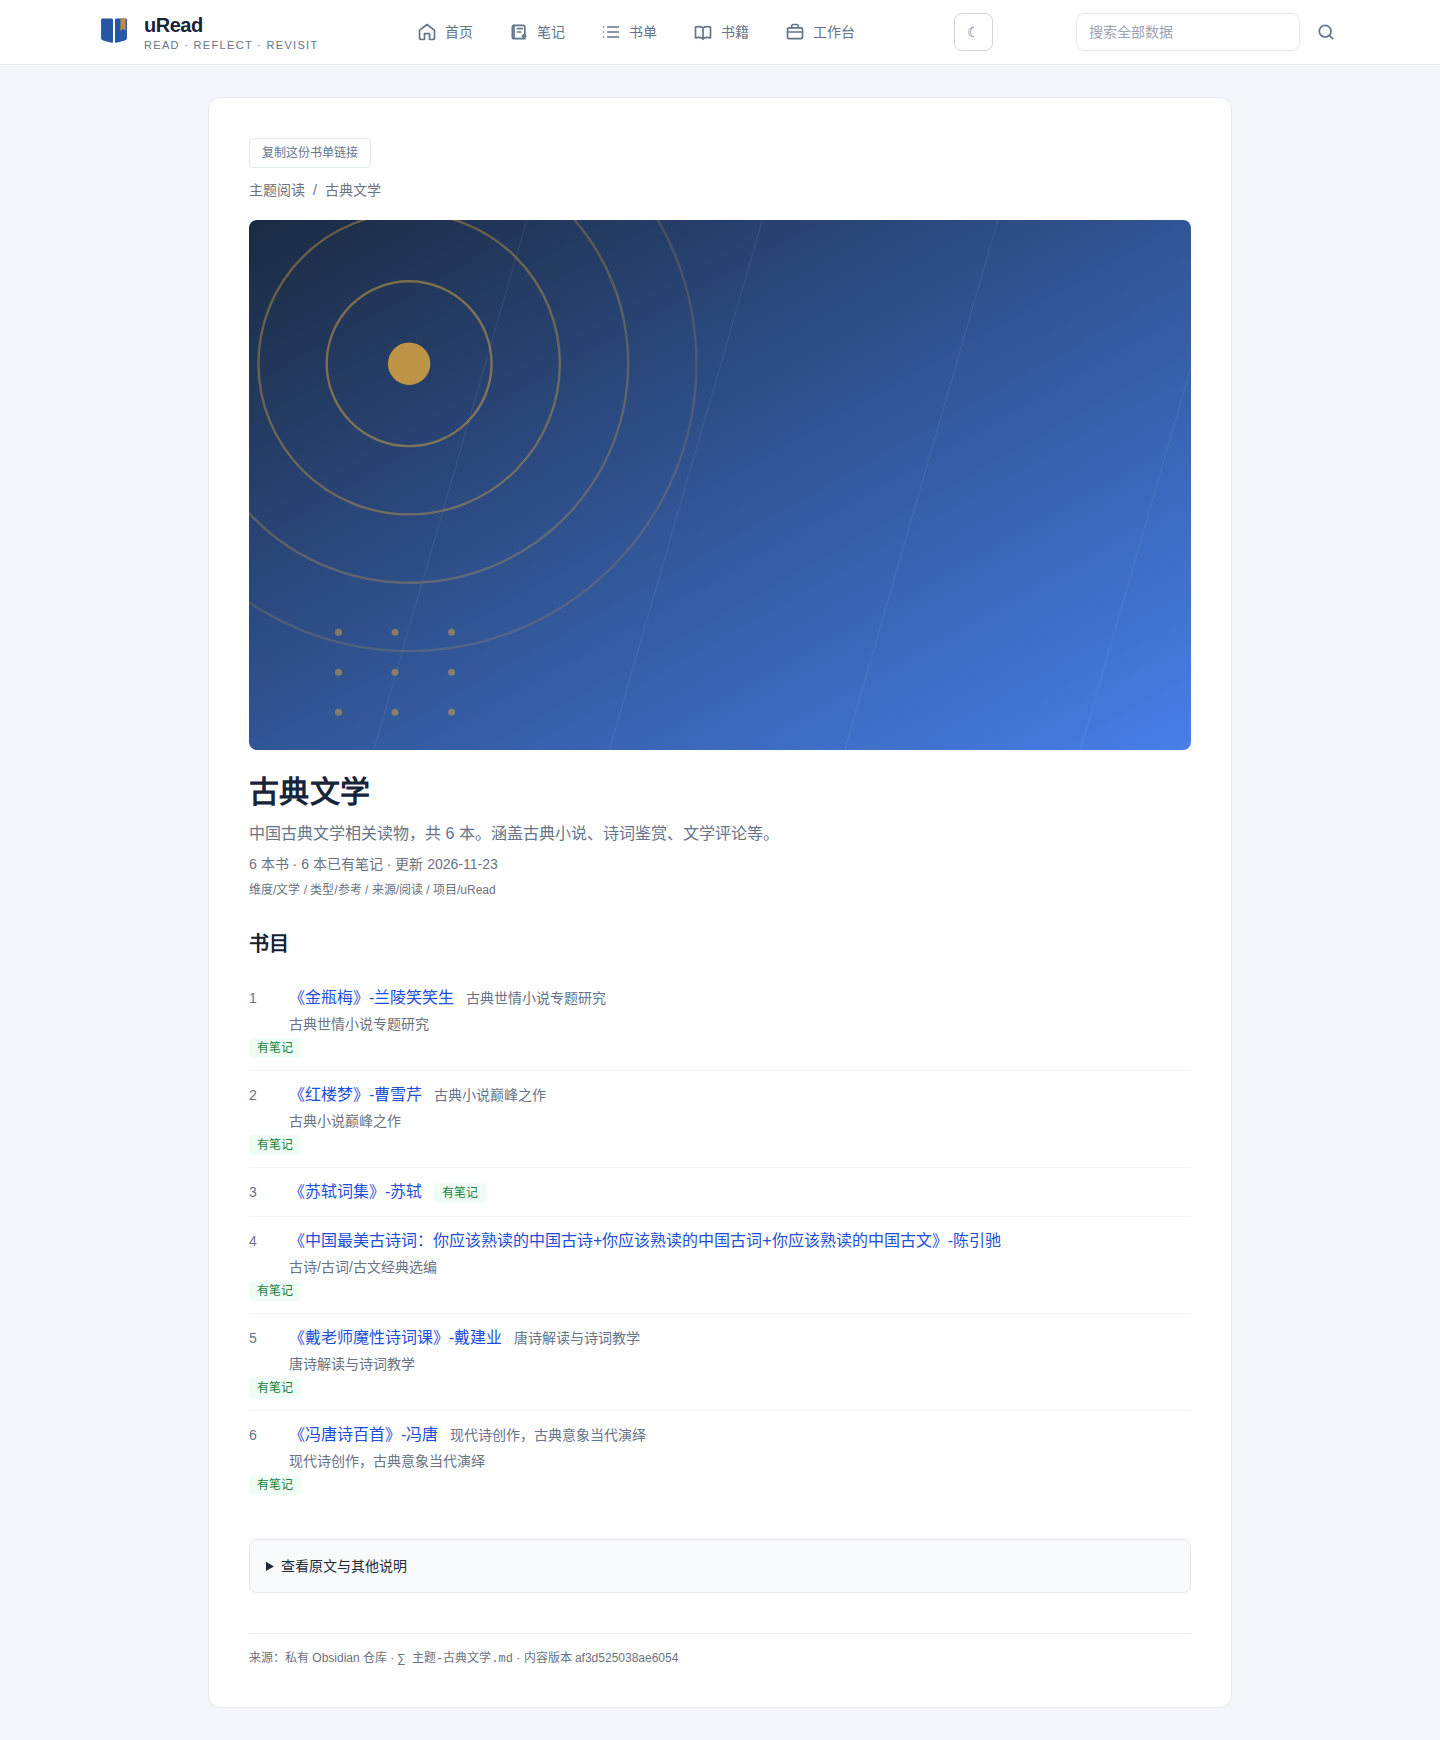 uRead
READ · REFLECT · REVISIT
首页
笔记
书单
书籍
工作台
搜索全部数据
复制这份书单链接
主题阅读 / 古典文学
古典文学
中国古典文学相关读物，共 6 本。涵盖古典小说、诗词鉴赏、文学评论等。
6 本书 · 6 本已有笔记 · 更新 2026-11-23
维度/文学 / 类型/参考 / 来源/阅读 / 项目/uRead
书目
1 《金瓶梅》-兰陵笑笑生 古典世情小说专题研究
古典世情小说专题研究
有笔记
2 《红楼梦》-曹雪芹 古典小说巅峰之作
古典小说巅峰之作
有笔记
3 《苏轼词集》-苏轼 有笔记
4 《中国最美古诗词：你应该熟读的中国古诗+你应该熟读的中国古词+你应该熟读的中国古文》-陈引驰
古诗/古词/古文经典选编
有笔记
5 《戴老师魔性诗词课》-戴建业 唐诗解读与诗词教学
唐诗解读与诗词教学
有笔记
6 《冯唐诗百首》-冯唐 现代诗创作，古典意象当代演绎
现代诗创作，古典意象当代演绎
有笔记
查看原文与其他说明
来源：私有 Obsidian 仓库 · ∑ 主题-古典文学.md · 内容版本 af3d525038ae6054